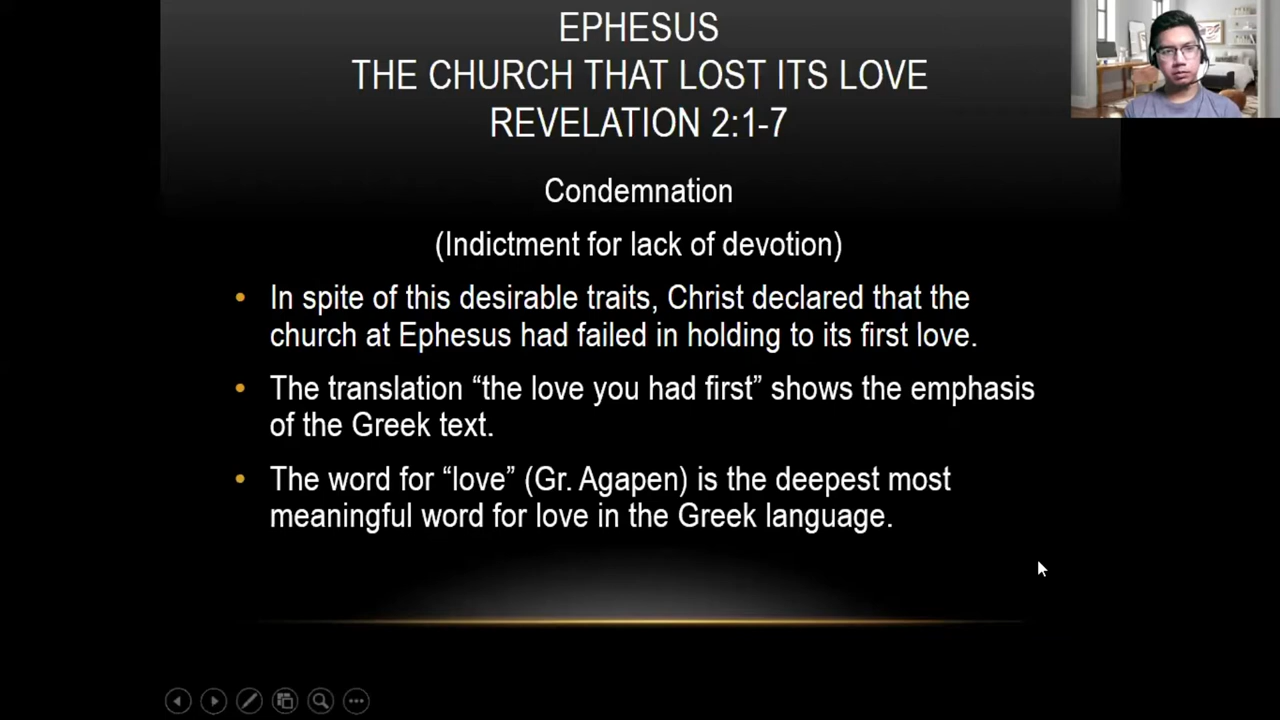 EPHESUS
THE CHURCH THAT LOST ITS LOVE
REVELATION 2:1-7
Condemnation
(Indictment for lack of devotion)
• In spite of this desirable traits, Christ declared that the
church at Ephesus had failed in holding to its first love.
• The translation “the love you had first” shows the emphasis
of the Greek text.
• The word for “love” (Gr. Agapen) is the deepest most
meaningful word for love in the Greek language.